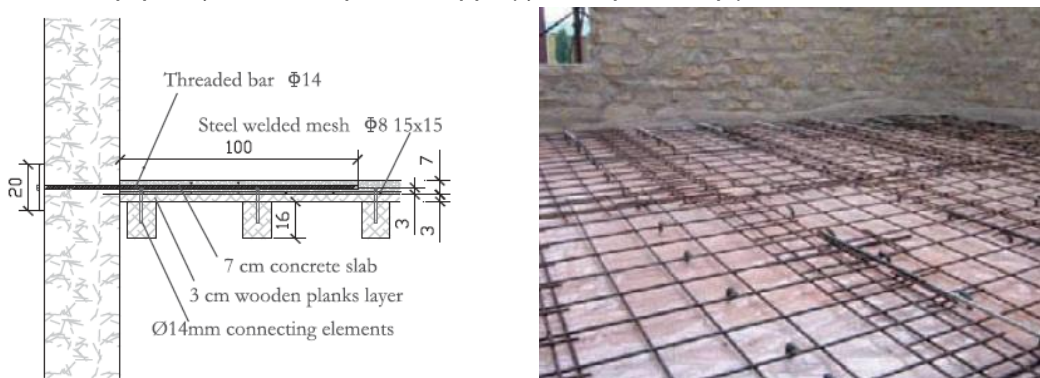 Threaded bar Φ14
Steel welded mesh Φ8 15x15
100
7
20
16
3
3
7 cm concrete slab
3 cm wooden planks layer
Ø14mm connecting elements